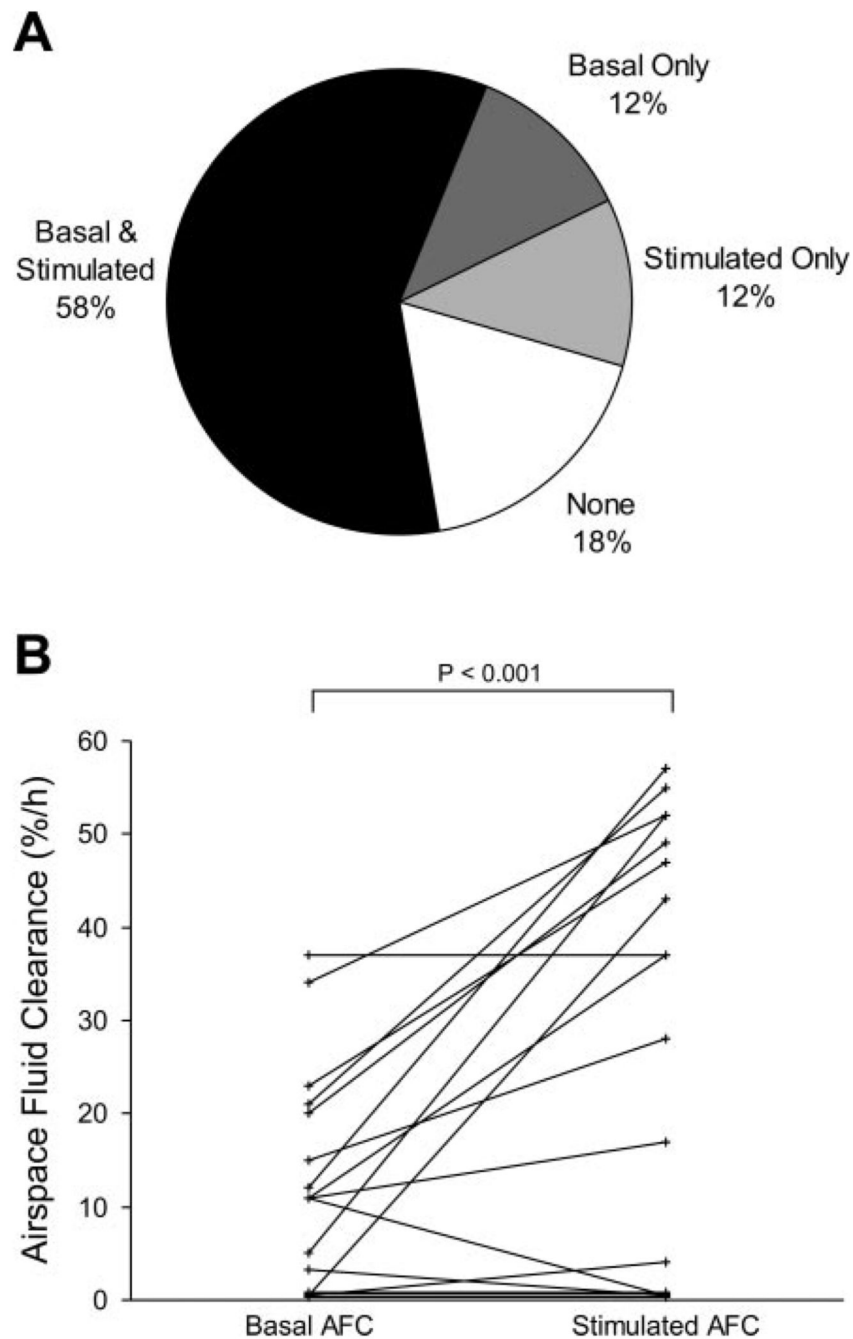 A
Basal Only
12%
Basal &
Stimulated
58%
Stimulated Only
12%
None
18%
B
P < 0.001
Airspace Fluid Clearance (%/h)
60
50
40
30
20
10
0
Basal AFC
Stimulated AFC